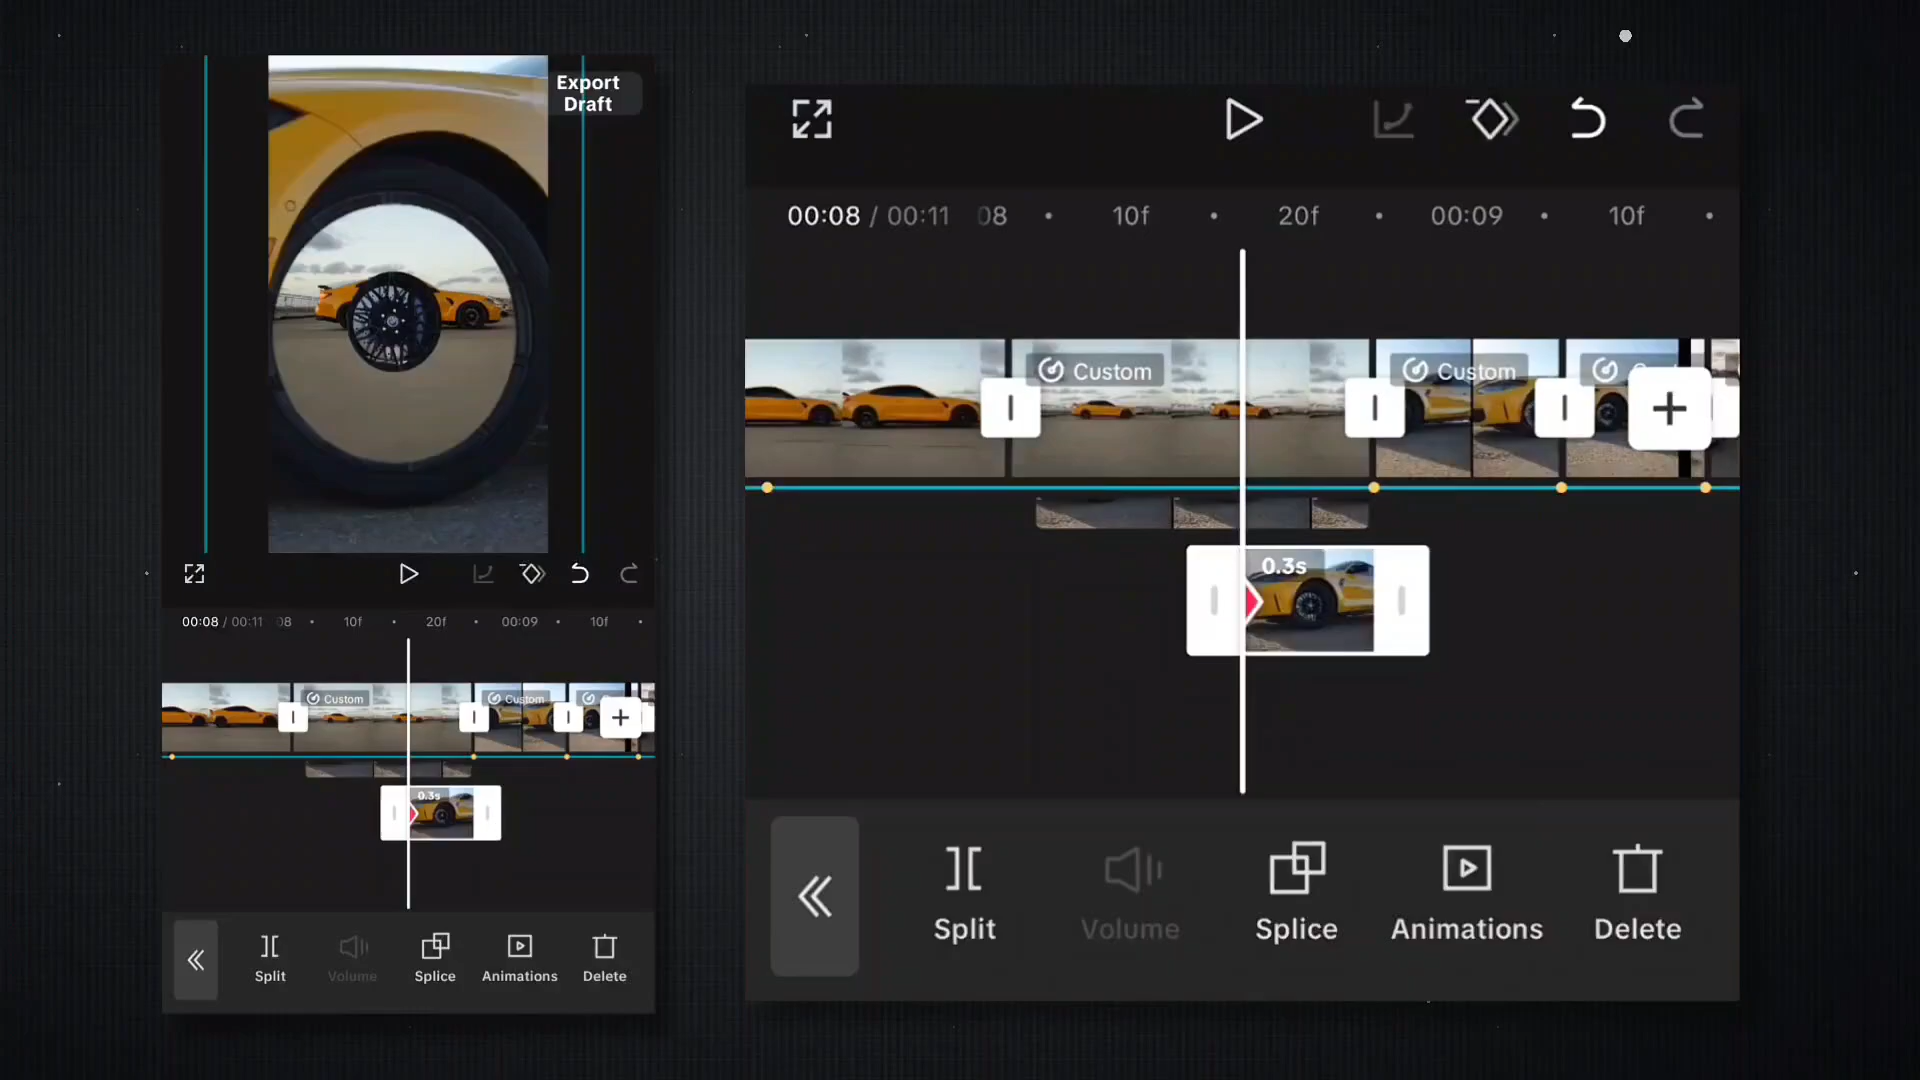 Export
Draft
00:08 / 00:11 08 10f 20f 00:09 10f
Custom Custom
0.3s
Split Volume Splice Animations Delete
00:08 / 00:11 08 10f 20f 00:09 10f
Custom Custom
0.3s
Split Volume Splice Animations Delete